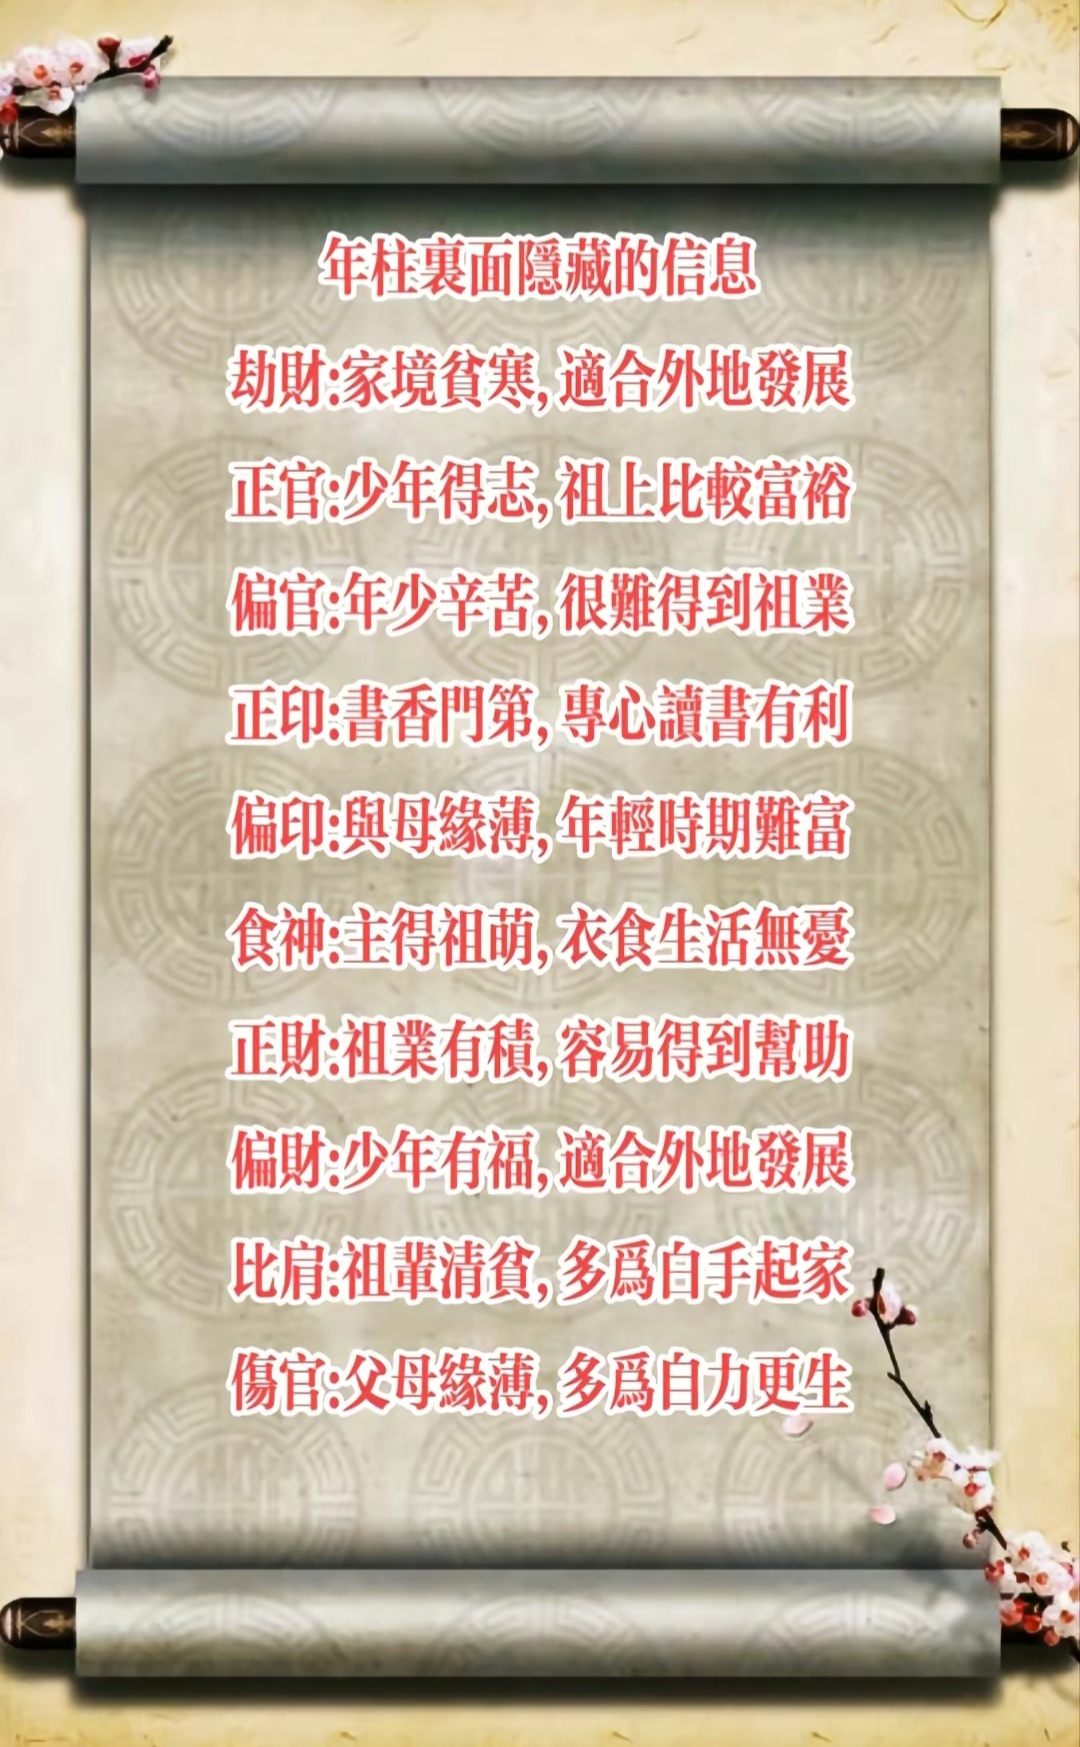 年柱裏面隱藏的信息
劫財:家境貧寒,適合外地發展
正官:少年得志,祖上比較富裕
偏官:年少辛苦,很難得到祖業
正印:書香門第,專心讀書有利
偏印:與母緣薄,年輕時期難富
食神:主得祖萌,衣食生活無憂
正財:祖業有積,容易得到幫助
偏財:少年有福,適合外地發展
比肩:祖輩清貧,多爲白手起家
傷官:父母緣薄,多爲自力更生